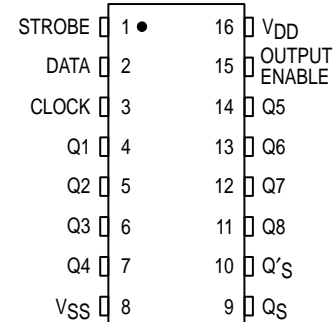 STROBE 1 16 VDD
DATA 2 15 OUTPUT ENABLE
CLOCK 3 14 Q5
Q1 4 13 Q6
Q2 5 12 Q7
Q3 6 11 Q8
Q4 7 10 Q′S
VSS 8 9 QS